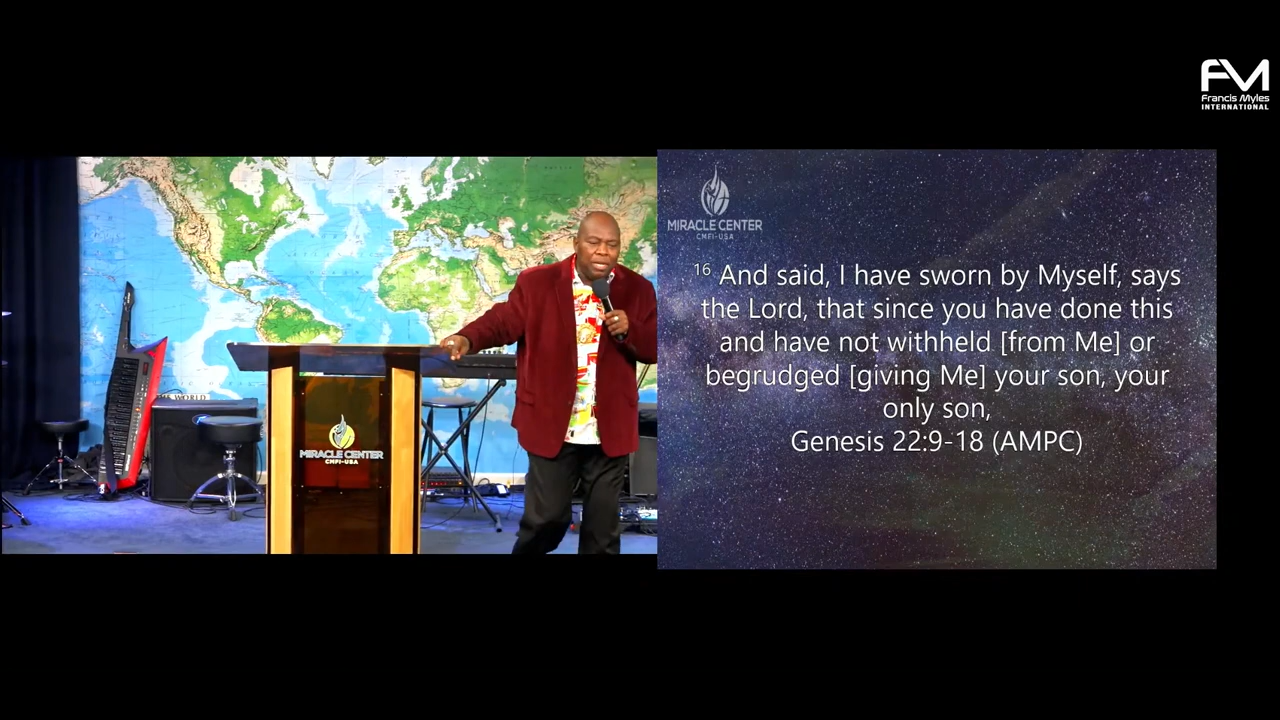 FM
Francis Myles
INTERNATIONAL
MIRACLE CENTER
CMFI-USA
16 And said, I have sworn by Myself, says
the Lord, that since you have done this
and have not withheld [from Me] or
begrudged [giving Me] your son, your
only son,
Genesis 22:9-18 (AMPC)
THE WORLD
MIRACLE CENTER
CMFI-USA